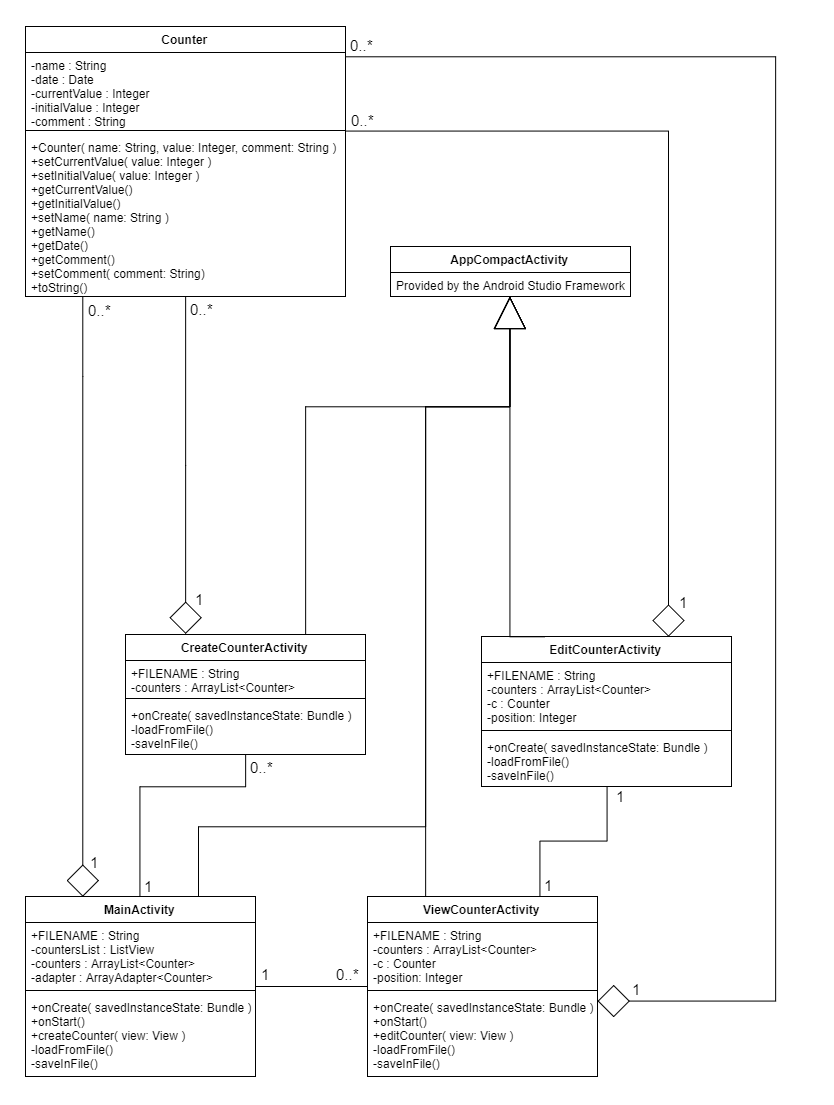 Counter
-name : String
-date : Date
-currentValue : Integer
-initialValue : Integer
-comment : String
+Counter( name: String, value: Integer, comment: String )
+setCurrentValue( value: Integer )
+setInitialValue( value: Integer )
+getCurrentValue()
+getInitialValue()
+setName( name: String )
+getName()
+getDate()
+getComment()
+setComment( comment: String)
+toString()
0..*
0..*
0..*
0..*
AppCompactActivity
Provided by the Android Studio Framework
1
CreateCounterActivity
+FILENAME : String
-counters : ArrayList<Counter>
+onCreate( savedInstanceState: Bundle )
-loadFromFile()
-saveInFile()
0..*
1
EditCounterActivity
+FILENAME : String
-counters : ArrayList<Counter>
-c : Counter
-position: Integer
+onCreate( savedInstanceState: Bundle )
-loadFromFile()
-saveInFile()
1
1
1
MainActivity
+FILENAME : String
-countersList : ListView
-counters : ArrayList<Counter>
-adapter : ArrayAdapter<Counter>
+onCreate( savedInstanceState: Bundle )
+onStart()
+createCounter( view: View )
-loadFromFile()
-saveInFile()
1
0..*
1
ViewCounterActivity
+FILENAME : String
-counters : ArrayList<Counter>
-c : Counter
-position: Integer
+onCreate( savedInstanceState: Bundle )
+onStart()
+editCounter( view: View )
-loadFromFile()
-saveInFile()
1